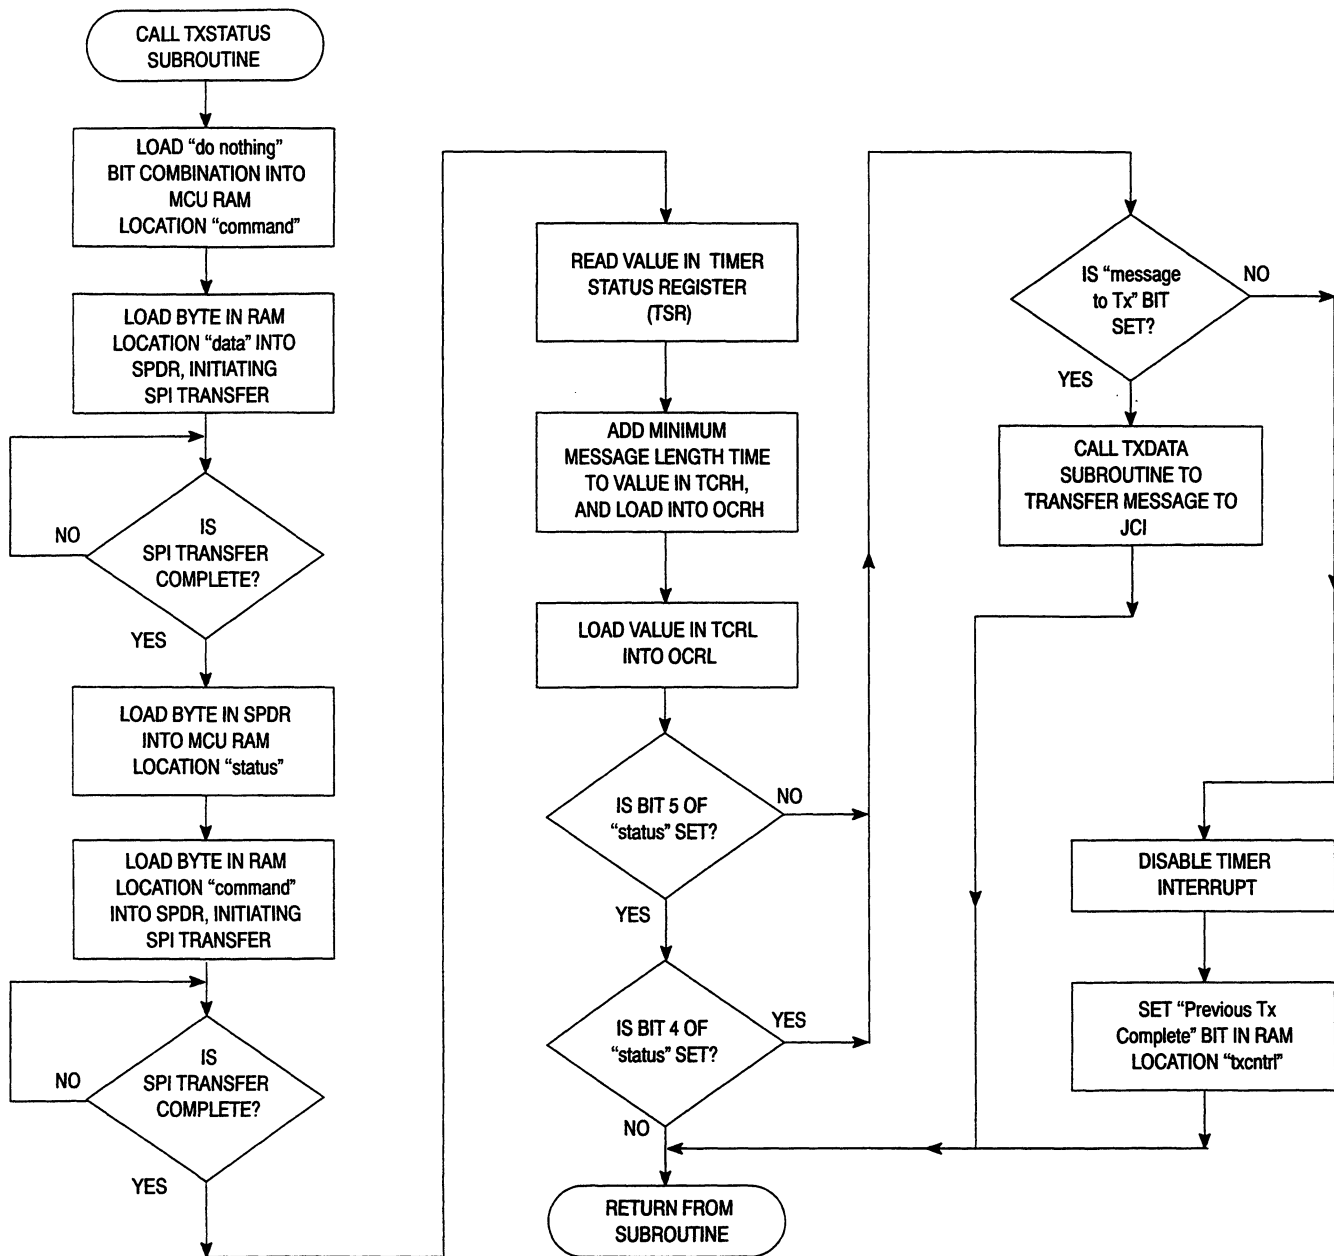 CALL TXSTATUS
SUBROUTINE
LOAD “do nothing”
BIT COMBINATION INTO
MCU RAM
LOCATION “command”
LOAD BYTE IN RAM
LOCATION “data” INTO
SPDR, INITIATING
SPI TRANSFER
IS
SPI TRANSFER
COMPLETE?
NO
YES
LOAD BYTE IN SPDR
INTO MCU RAM
LOCATION “status”
LOAD BYTE IN RAM
LOCATION “command”
INTO SPDR, INITIATING
SPI TRANSFER
IS
SPI TRANSFER
COMPLETE?
NO
YES
READ VALUE IN TIMER
STATUS REGISTER
(TSR)
ADD MINIMUM
MESSAGE LENGTH TIME
TO VALUE IN TCRH,
AND LOAD INTO OCRH
LOAD VALUE IN TCRL
INTO OCRL
IS BIT 5 OF
“status” SET?
NO
YES
IS BIT 4 OF
“status” SET?
YES
NO
RETURN FROM
SUBROUTINE
IS “message
to Tx” BIT
SET?
NO
YES
CALL TXDATA
SUBROUTINE TO
TRANSFER MESSAGE TO
JCI
DISABLE TIMER
INTERRUPT
SET “Previous Tx
Complete” BIT IN RAM
LOCATION “txcntrl”